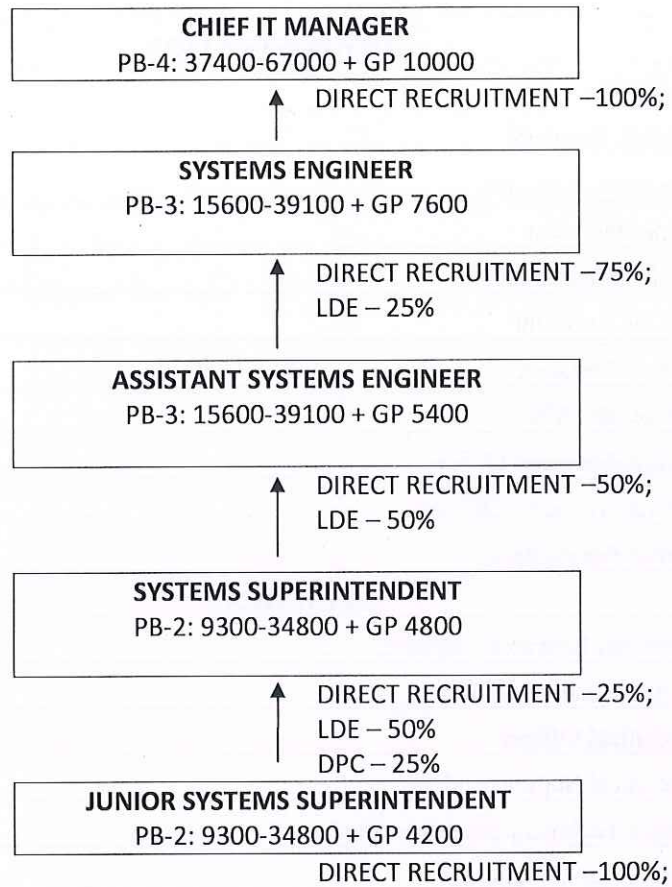 CHIEF IT MANAGER
PB-4: 37400-67000 + GP 10000
DIRECT RECRUITMENT –100%;
SYSTEMS ENGINEER
PB-3: 15600-39100 + GP 7600
DIRECT RECRUITMENT –75%;
LDE – 25%
ASSISTANT SYSTEMS ENGINEER
PB-3: 15600-39100 + GP 5400
DIRECT RECRUITMENT –50%;
LDE – 50%
SYSTEMS SUPERINTENDENT
PB-2: 9300-34800 + GP 4800
DIRECT RECRUITMENT –25%;
LDE – 50%
DPC – 25%
JUNIOR SYSTEMS SUPERINTENDENT
PB-2: 9300-34800 + GP 4200
DIRECT RECRUITMENT –100%;